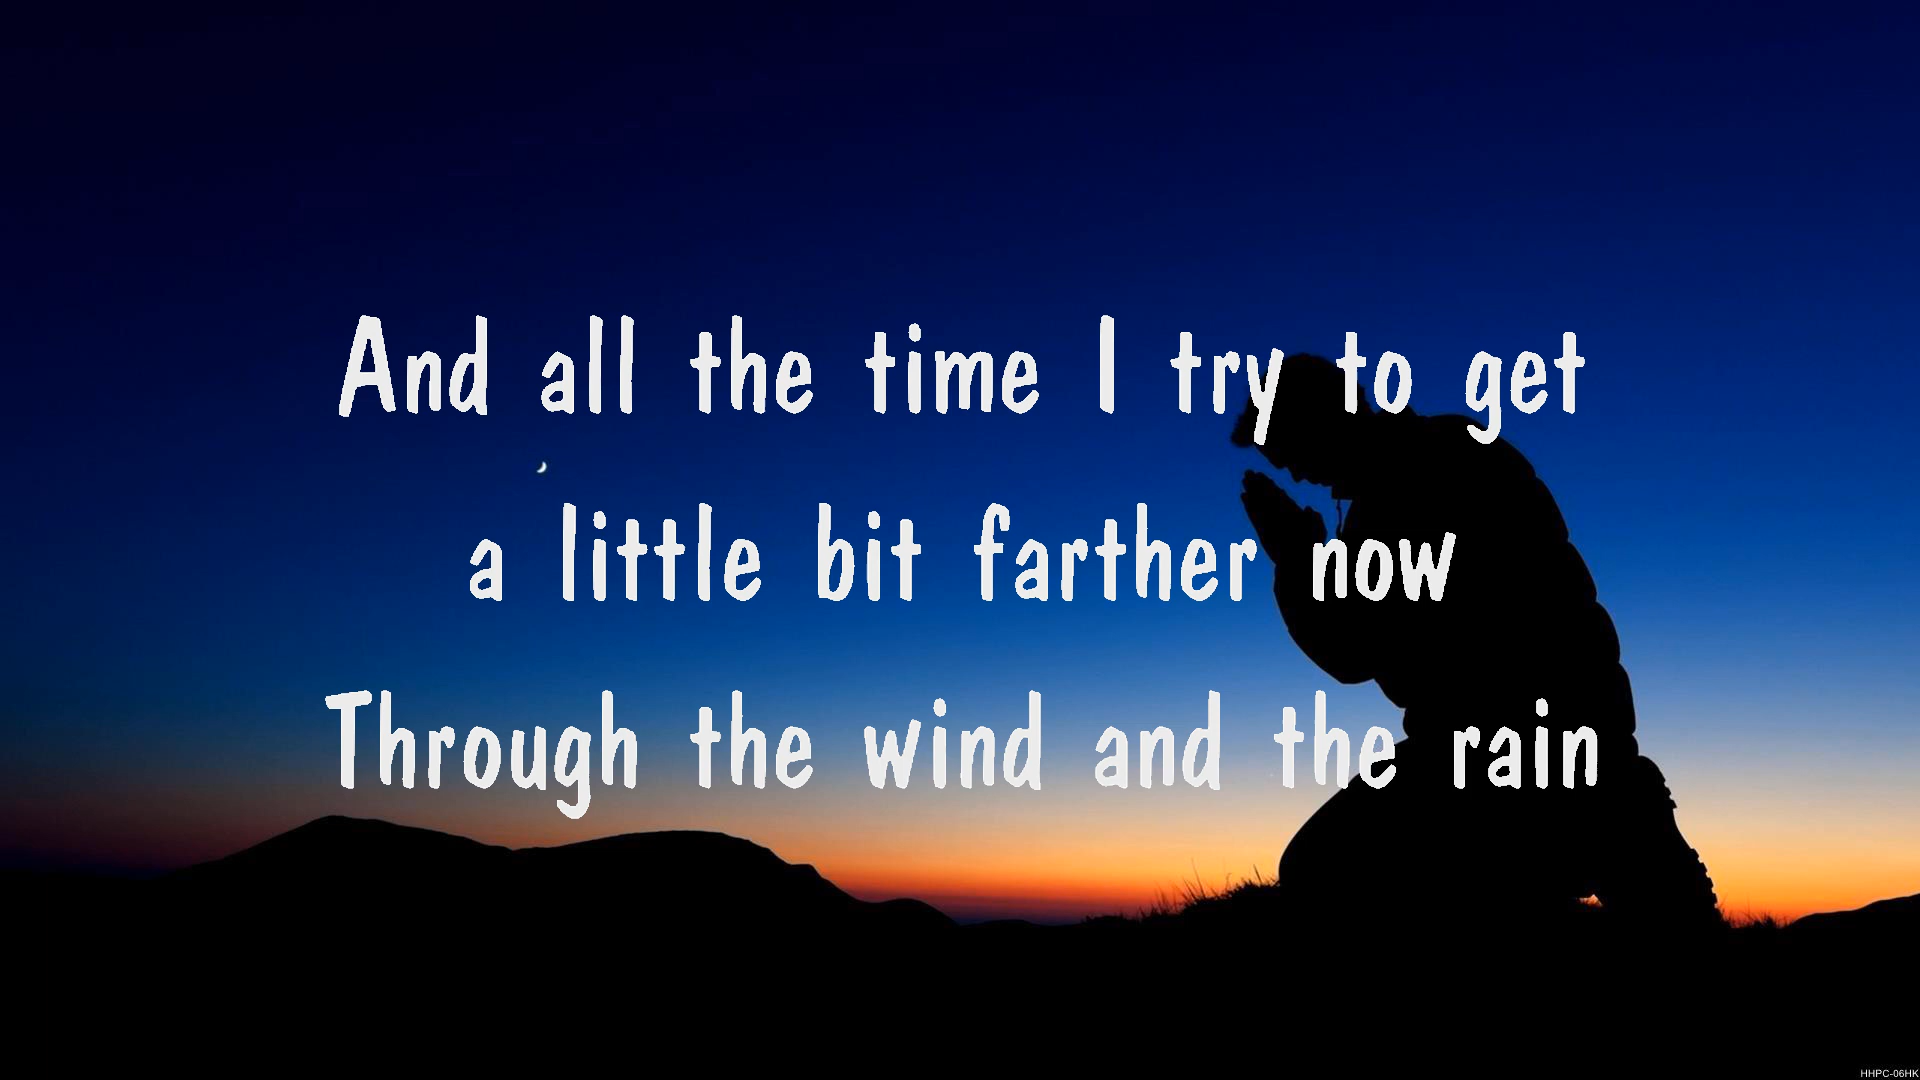 And all the time I try to get
a little bit farther now
Through the wind and the rain
HHPC-06HK